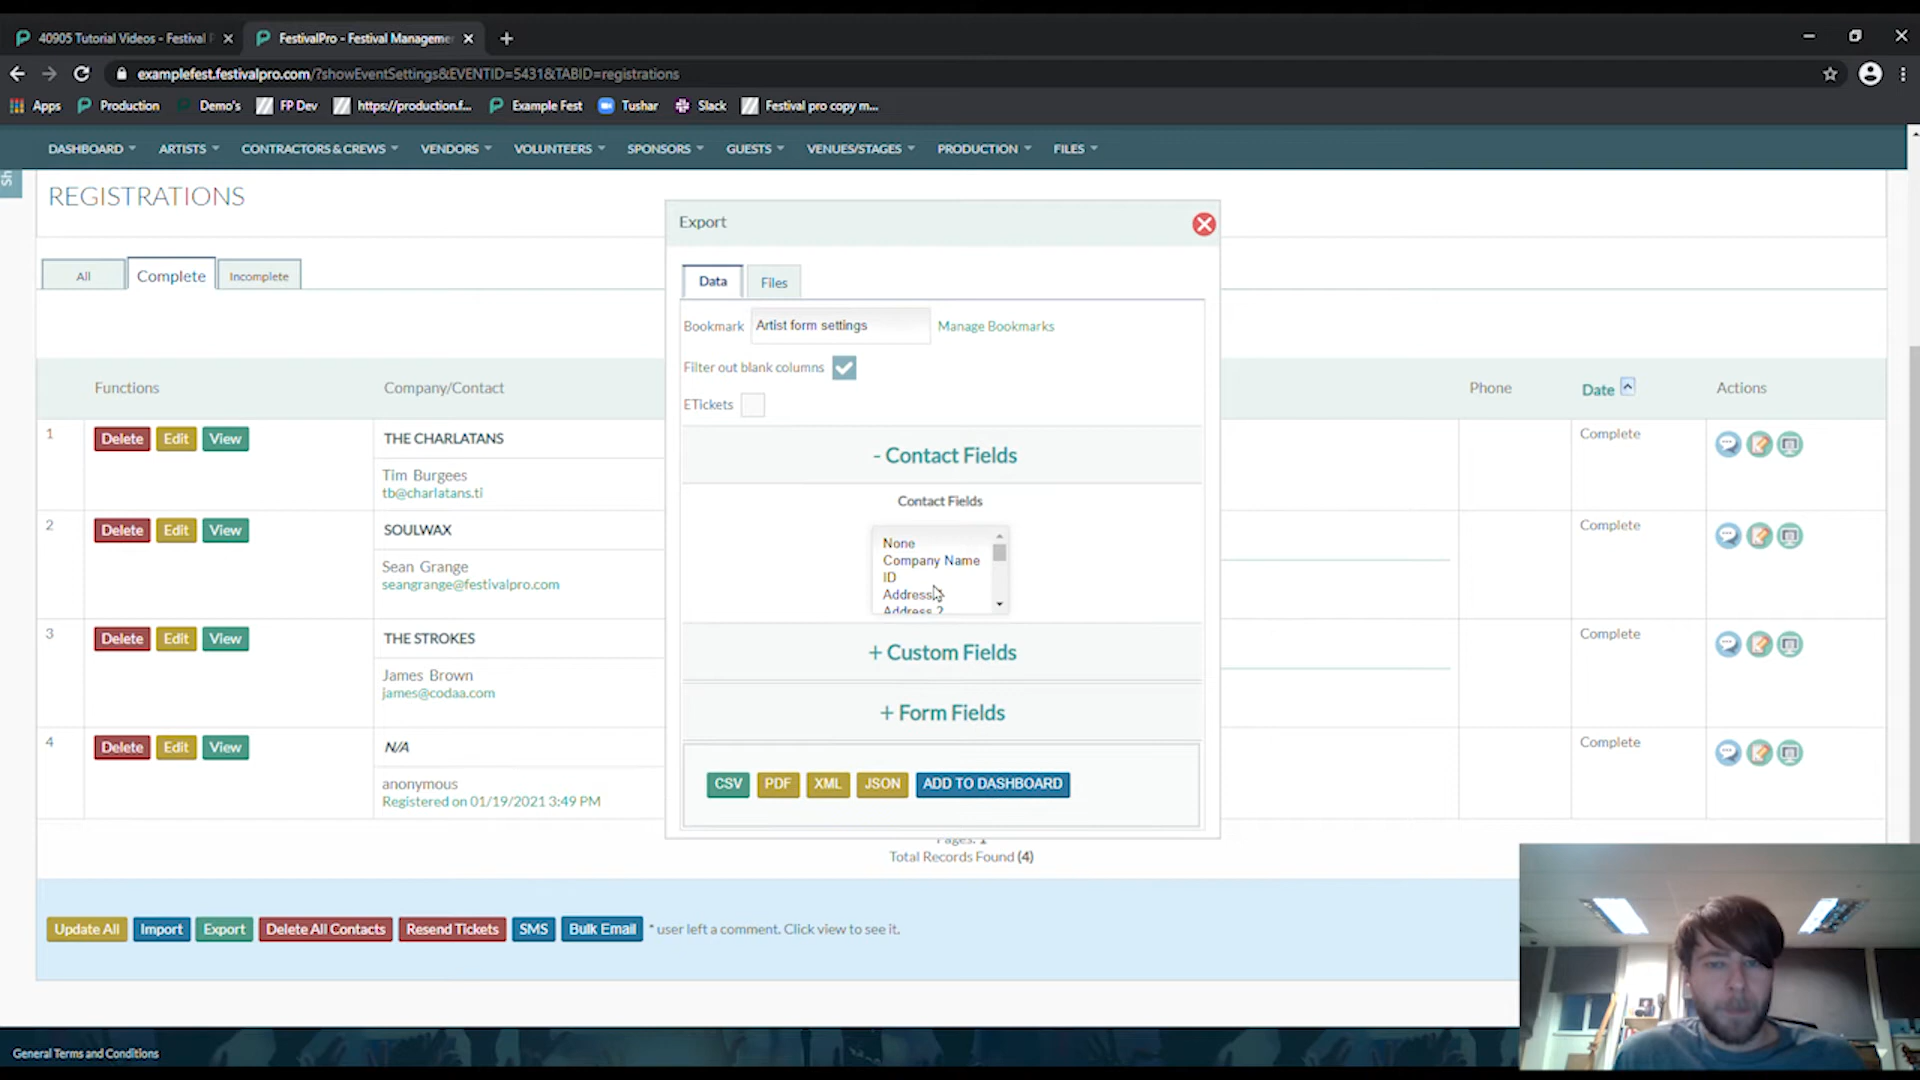 40905 Tutorial Videos - Festival P
FestivalPro - Festival Manageme
examplefest.festivalpro.com/?showEventSettings&EVENTID=5431&TABID=registrations
Apps Production Demo's FP Dev https://production.f... Example Fest Tushar Slack Festival pro copy m...
DASHBOARD ARTISTS CONTRACTORS & CREWS VENDORS VOLUNTEERS SPONSORS GUESTS VENUES/STAGES PRODUCTION FILES
Sh
REGISTRATIONS
All Complete Incomplete
Functions Company/Contact Phone Date Actions
1 Delete Edit View THE CHARLATANS Complete
Tim Burgees
tb@charlatans.ti
2 Delete Edit View SOULWAX Complete
Sean Grange
seangrange@festivalpro.com
3 Delete Edit View THE STROKES Complete
James Brown
james@codaa.com
4 Delete Edit View N/A Complete
anonymous
Registered on 01/19/2021 3:49 PM
Export
Data Files
Bookmark Artist form settings Manage Bookmarks
Filter out blank columns
ETickets
- Contact Fields
Contact Fields
None
Company Name
ID
Address
Address 2
+ Custom Fields
+ Form Fields
CSV PDF XML JSON ADD TO DASHBOARD
Pages: 1
Total Records Found (4)
Update All Import Export Delete All Contacts Resend Tickets SMS Bulk Email * user left a comment. Click view to see it.
General Terms and Conditions